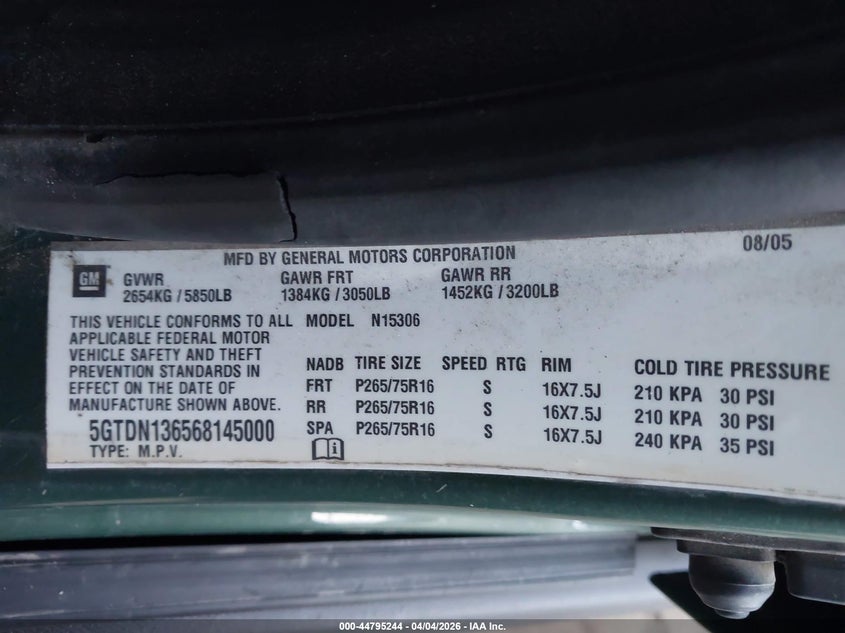 MFD BY GENERAL MOTORS CORPORATION 08/05
GM
GVWR GAWR FRT GAWR RR
2654KG / 5850LB 1384KG / 3050LB 1452KG / 3200LB
THIS VEHICLE CONFORMS TO ALL
APPLICABLE FEDERAL MOTOR
VEHICLE SAFETY AND THEFT
PREVENTION STANDARDS IN
EFFECT ON THE DATE OF
MANUFACTURE SHOWN ABOVE.
5GTDN136568145000
TYPE: M.P.V.
MODEL N15306
NADB TIRE SIZE SPEED RTG RIM COLD TIRE PRESSURE
FRT P265/75R16 S 16X7.5J 210 KPA 30 PSI
RR P265/75R16 S 16X7.5J 210 KPA 30 PSI
SPA P265/75R16 S 16X7.5J 240 KPA 35 PSI
i
000-44795244 - 04/04/2026 - IAA Inc.